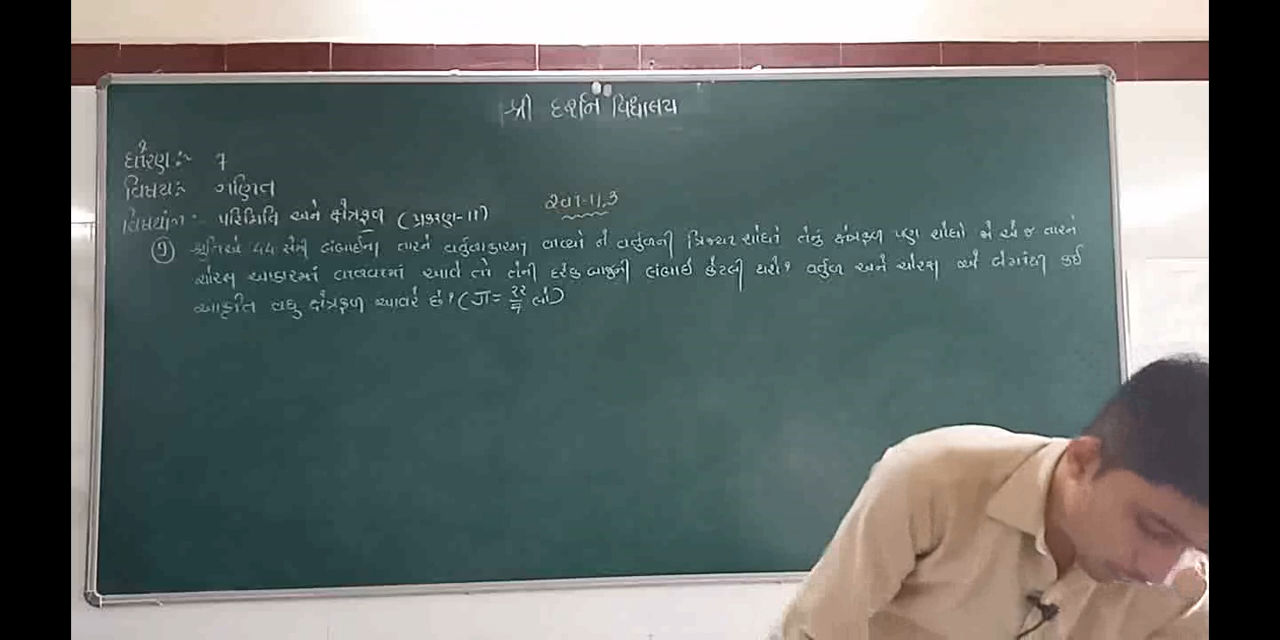 શ્રી દર્શન વિધાલય
ધોરણ:- 7
વિષય:- ગણિત
વિષયાંગ:- પરિમિતિ અને ક્ષેત્રફળ (પ્રકરણ-11)
સ્વા-11.3
(9) 44 સેમી લંબાઈના તારને વર્તુળાકારમાં વાળ્યો તે વર્તુળની ત્રિજ્યા શોધો તેનું ક્ષેત્રફળ પણ શોધો જો એ જ તારને
ચોરસ આકારમાં વાળવામાં આવે તો તેની દરેક બાજુની લંબાઈ કેટલી થશે? વર્તુળ અને ચોરસ એ બેમાંથી કઈ
આકૃતિ વધુ ક્ષેત્રફળ આવરે છે? (π = 22/7 લો)